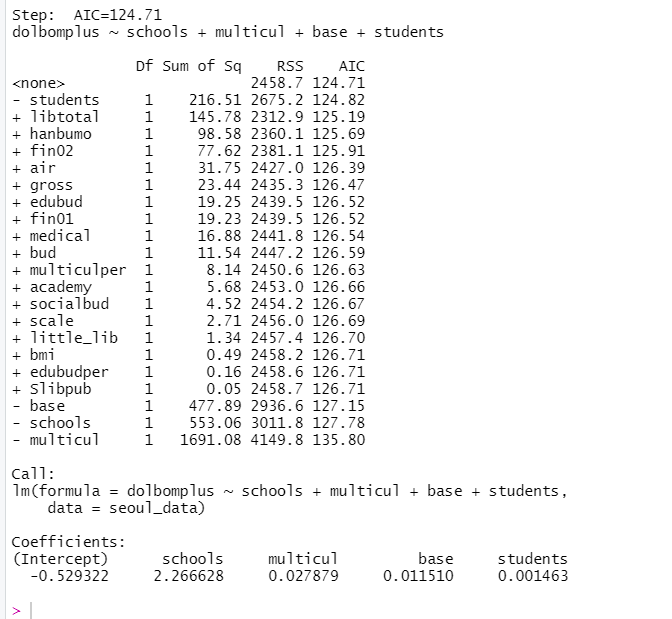 Step:  AIC=124.71
dolbomplus ~ schools + multicul + base + students

              Df Sum of Sq    RSS    AIC
<none>                     2458.7 124.71
- students     1    216.51 2675.2 124.82
+ libtotal     1    145.78 2312.9 125.19
+ hanbumo      1     98.58 2360.1 125.69
+ fin02        1     77.62 2381.1 125.91
+ air          1     31.75 2427.0 126.39
+ gross        1     23.44 2435.3 126.47
+ edubud       1     19.25 2439.5 126.52
+ fin01        1     19.23 2439.5 126.52
+ medical      1     16.88 2441.8 126.54
+ bud          1     11.54 2447.2 126.59
+ multiculper  1      8.14 2450.6 126.63
+ academy      1      5.68 2453.0 126.66
+ socialbud    1      4.52 2454.2 126.67
+ scale        1      2.71 2456.0 126.69
+ little_lib   1      1.34 2457.4 126.70
+ bmi          1      0.49 2458.2 126.71
+ edubudper    1      0.16 2458.6 126.71
+ Slibpub      1      0.05 2458.7 126.71
- base         1    477.89 2936.6 127.15
- schools      1    553.06 3011.8 127.78
- multicul     1   1691.08 4149.8 135.80

Call:
lm(formula = dolbomplus ~ schools + multicul + base + students,
    data = seoul_data)

Coefficients:
(Intercept)      schools     multicul         base     students
  -0.529322     2.266628     0.027879     0.011510     0.001463

>